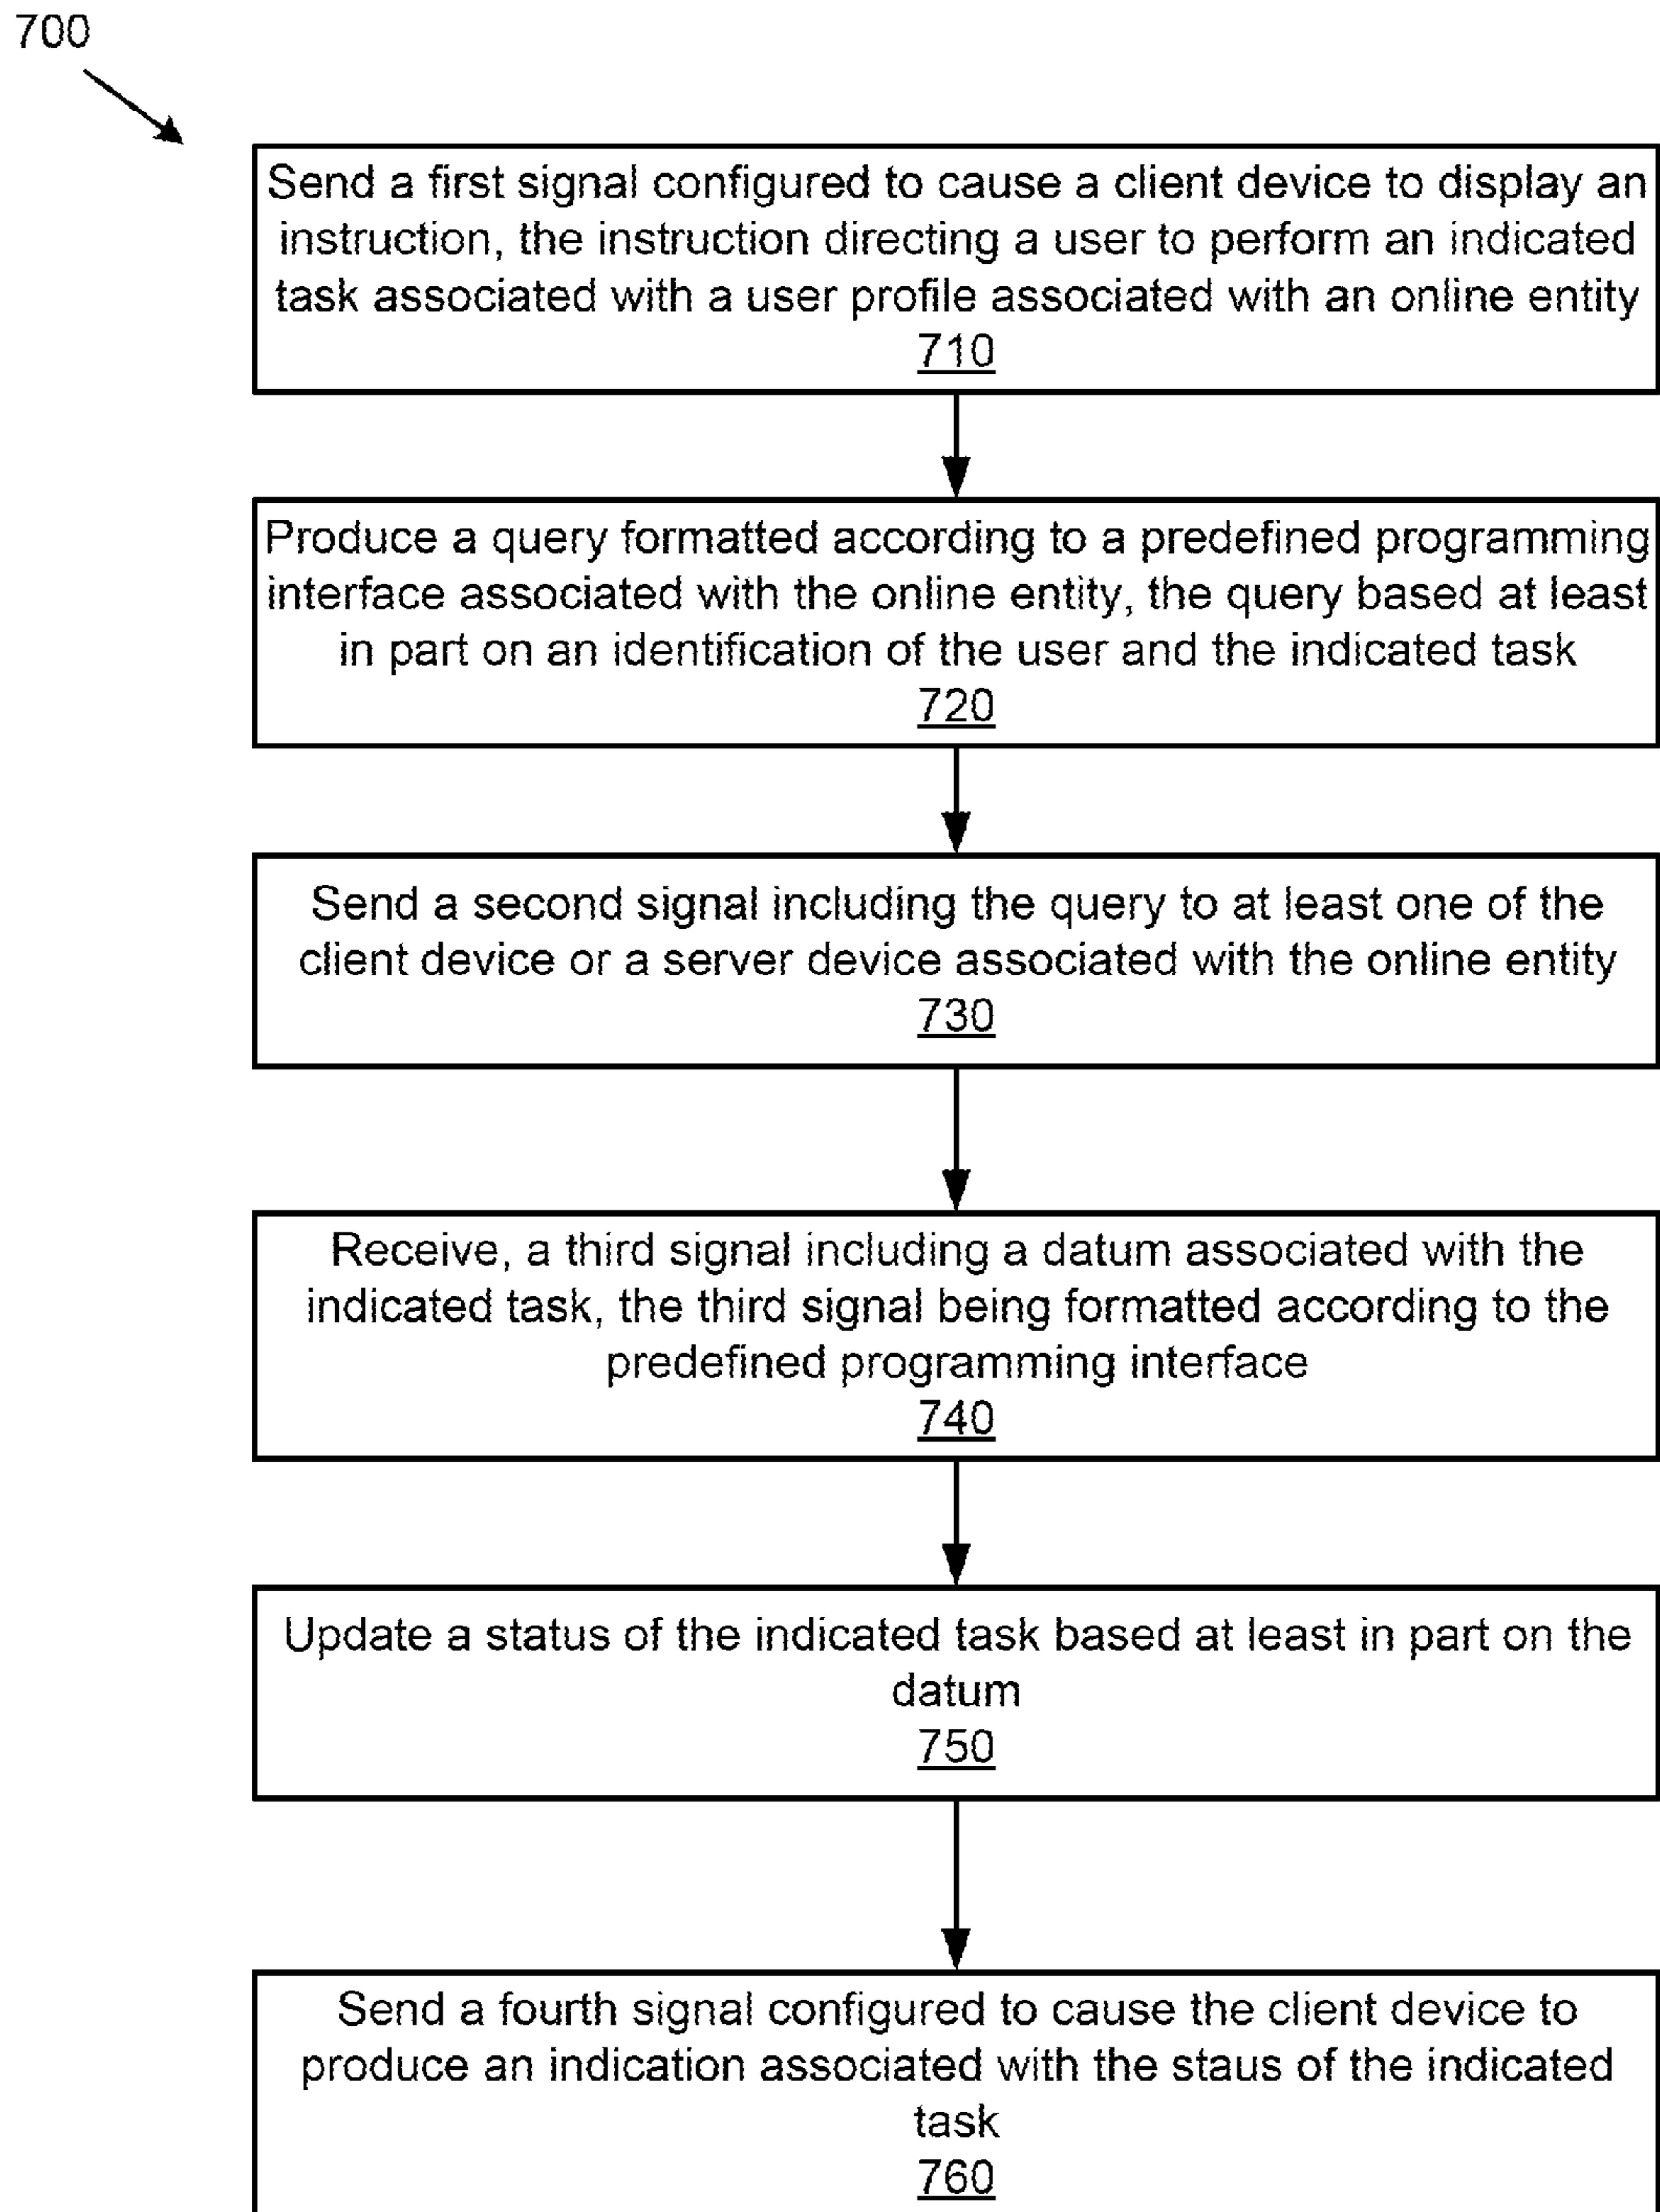 700
Send a first signal configured to cause a client device to display an
instruction, the instruction directing a user to perform an indicated
task associated with a user profile associated with an online entity
710
Produce a query formatted according to a predefined programming
interface associated with the online entity, the query based at least
in part on an identification of the user and the indicated task
720
Send a second signal including the query to at least one of the
client device or a server device associated with the online entity
730
Receive, a third signal including a datum associated with the
indicated task, the third signal being formatted according to the
predefined programming interface
740
Update a status of the indicated task based at least in part on the
datum
750
Send a fourth signal configured to cause the client device to
produce an indication associated with the staus of the indicated
task
760